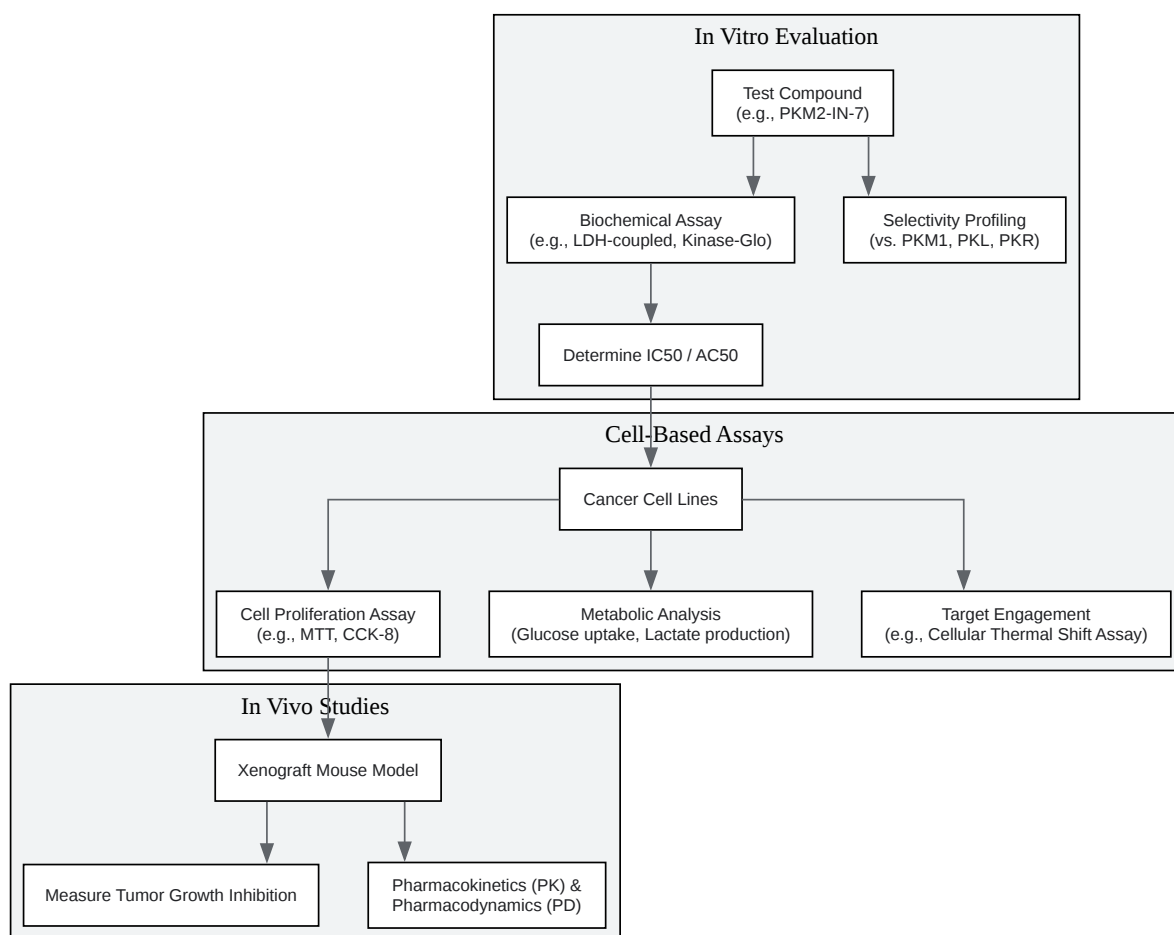 In Vitro Evaluation
Test Compound
(e.g., PKM2-IN-7)
Biochemical Assay
(e.g., LDH-coupled, Kinase-Glo)
Selectivity Profiling
(vs. PKM1, PKL, PKR)
Determine IC50 / AC50
Cell-Based Assays
Cancer Cell Lines
Cell Proliferation Assay
(e.g., MTT, CCK-8)
Metabolic Analysis
(Glucose uptake, Lactate production)
Target Engagement
(e.g., Cellular Thermal Shift Assay)
In Vivo Studies
Xenograft Mouse Model
Measure Tumor Growth Inhibition
Pharmacokinetics (PK) &
Pharmacodynamics (PD)